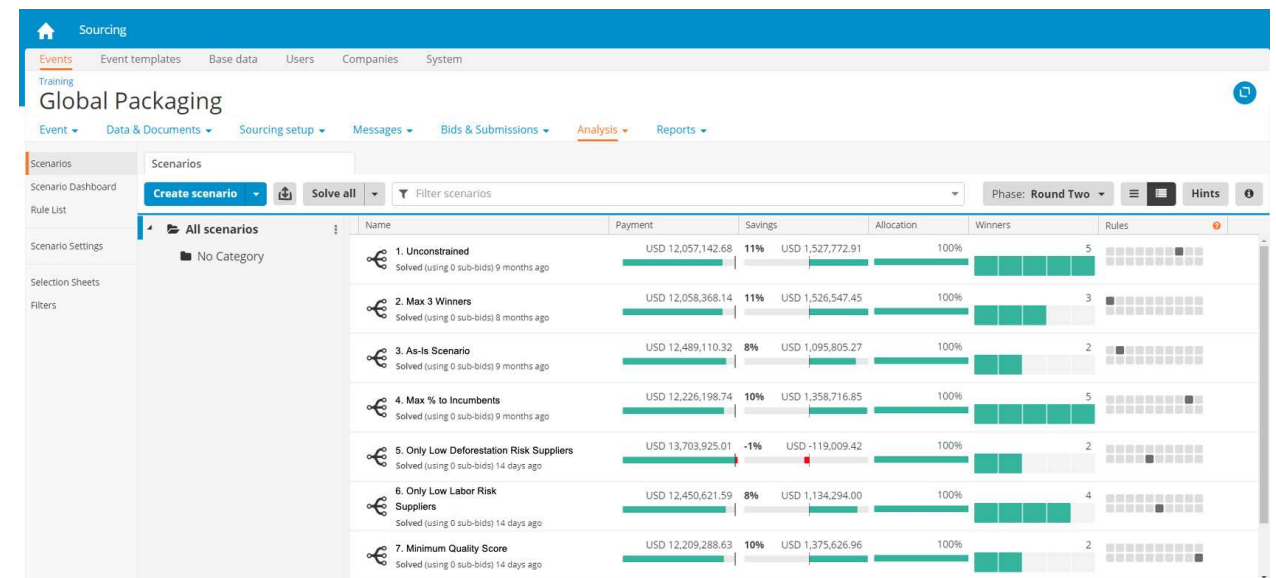 Sourcing
Events Event templates Base data Users Companies System
Training
Global Packaging
Event Data & Documents Sourcing setup Messages Bids & Submissions Analysis Reports
Scenarios
Scenario Dashboard
Rule List
Scenario Settings
Selection Sheets
Filters
Scenarios
Create scenario Solve all Filter scenarios Phase: Round Two Hints
All scenarios
No Category
Name Payment Savings Allocation Winners Rules
1. Unconstrained USD 12,057,142.68 11% USD 1,527,772.91 100% 5
Solved (using 0 sub-bids) 9 months ago
2. Max 3 Winners USD 12,058,368.14 11% USD 1,526,547.45 100% 3
Solved (using 0 sub-bids) 8 months ago
3. As-Is Scenario USD 12,489,110.32 8% USD 1,095,805.27 100% 2
Solved (using 0 sub-bids) 9 months ago
4. Max % to Incumbents USD 12,226,198.74 10% USD 1,358,716.85 100% 5
Solved (using 0 sub-bids) 9 months ago
5. Only Low Deforestation Risk Suppliers USD 13,703,925.01 -1% USD -119,009.42 100% 2
Solved (using 0 sub-bids) 14 days ago
6. Only Low Labor Risk USD 12,450,621.59 8% USD 1,134,294.00 100% 4
Suppliers
Solved (using 0 sub-bids) 14 days ago
7. Minimum Quality Score USD 12,209,288.63 10% USD 1,375,626.96 100% 2
Solved (using 0 sub-bids) 14 days ago